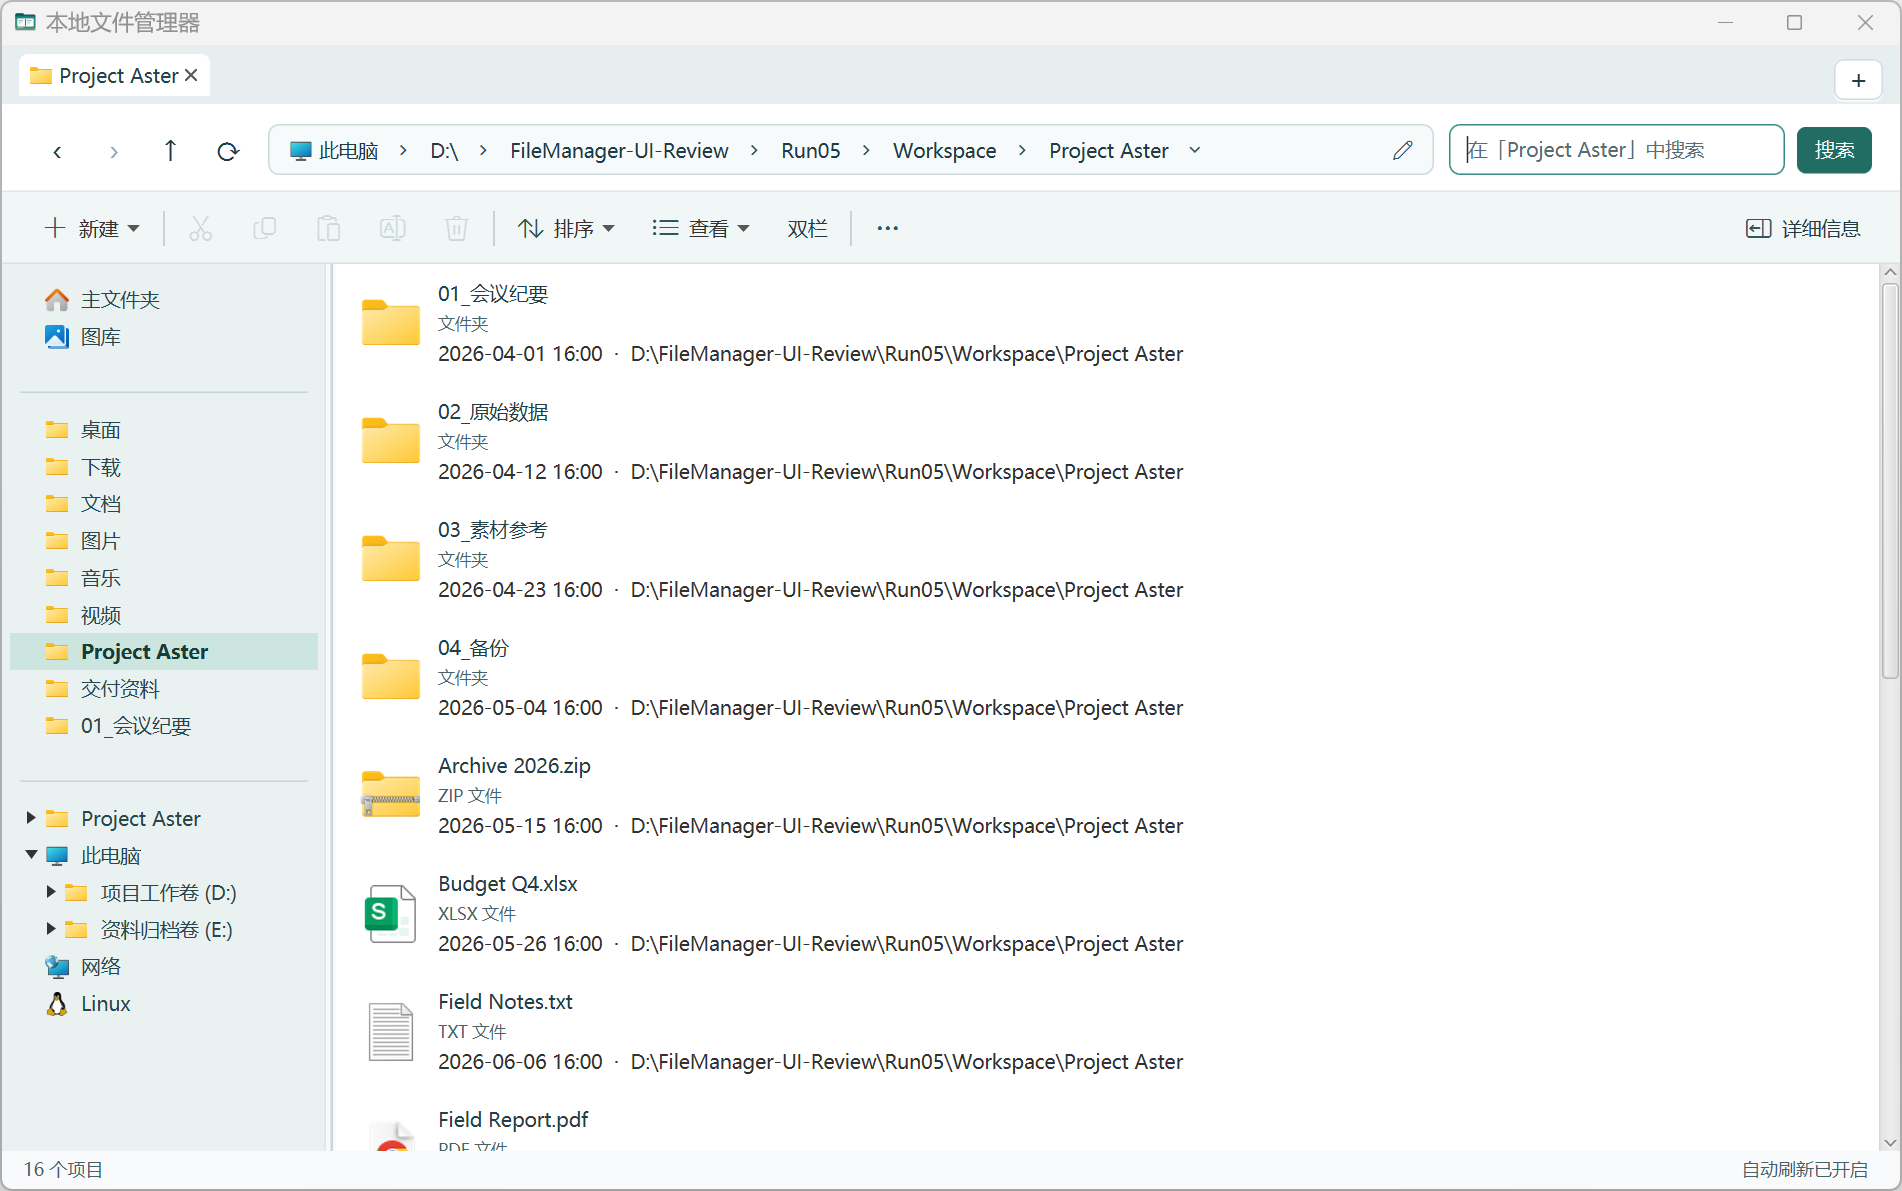 本地文件管理器
Project Aster
此电脑 › D:\ › FileManager-UI-Review › Run05 › Workspace › Project Aster
在「Project Aster」中搜索
搜索
新建
排序
查看
双栏
详细信息
主文件夹
图库
桌面
下载
文档
图片
音乐
视频
Project Aster
交付资料
01_会议纪要
Project Aster
此电脑
项目工作卷 (D:)
资料归档卷 (E:)
网络
Linux
01_会议纪要
文件夹
2026-04-01 16:00 · D:\FileManager-UI-Review\Run05\Workspace\Project Aster
02_原始数据
文件夹
2026-04-12 16:00 · D:\FileManager-UI-Review\Run05\Workspace\Project Aster
03_素材参考
文件夹
2026-04-23 16:00 · D:\FileManager-UI-Review\Run05\Workspace\Project Aster
04_备份
文件夹
2026-05-04 16:00 · D:\FileManager-UI-Review\Run05\Workspace\Project Aster
Archive 2026.zip
ZIP 文件
2026-05-15 16:00 · D:\FileManager-UI-Review\Run05\Workspace\Project Aster
Budget Q4.xlsx
XLSX 文件
2026-05-26 16:00 · D:\FileManager-UI-Review\Run05\Workspace\Project Aster
Field Notes.txt
TXT 文件
2026-06-06 16:00 · D:\FileManager-UI-Review\Run05\Workspace\Project Aster
Field Report.pdf
PDF 文件
16 个项目
自动刷新已开启